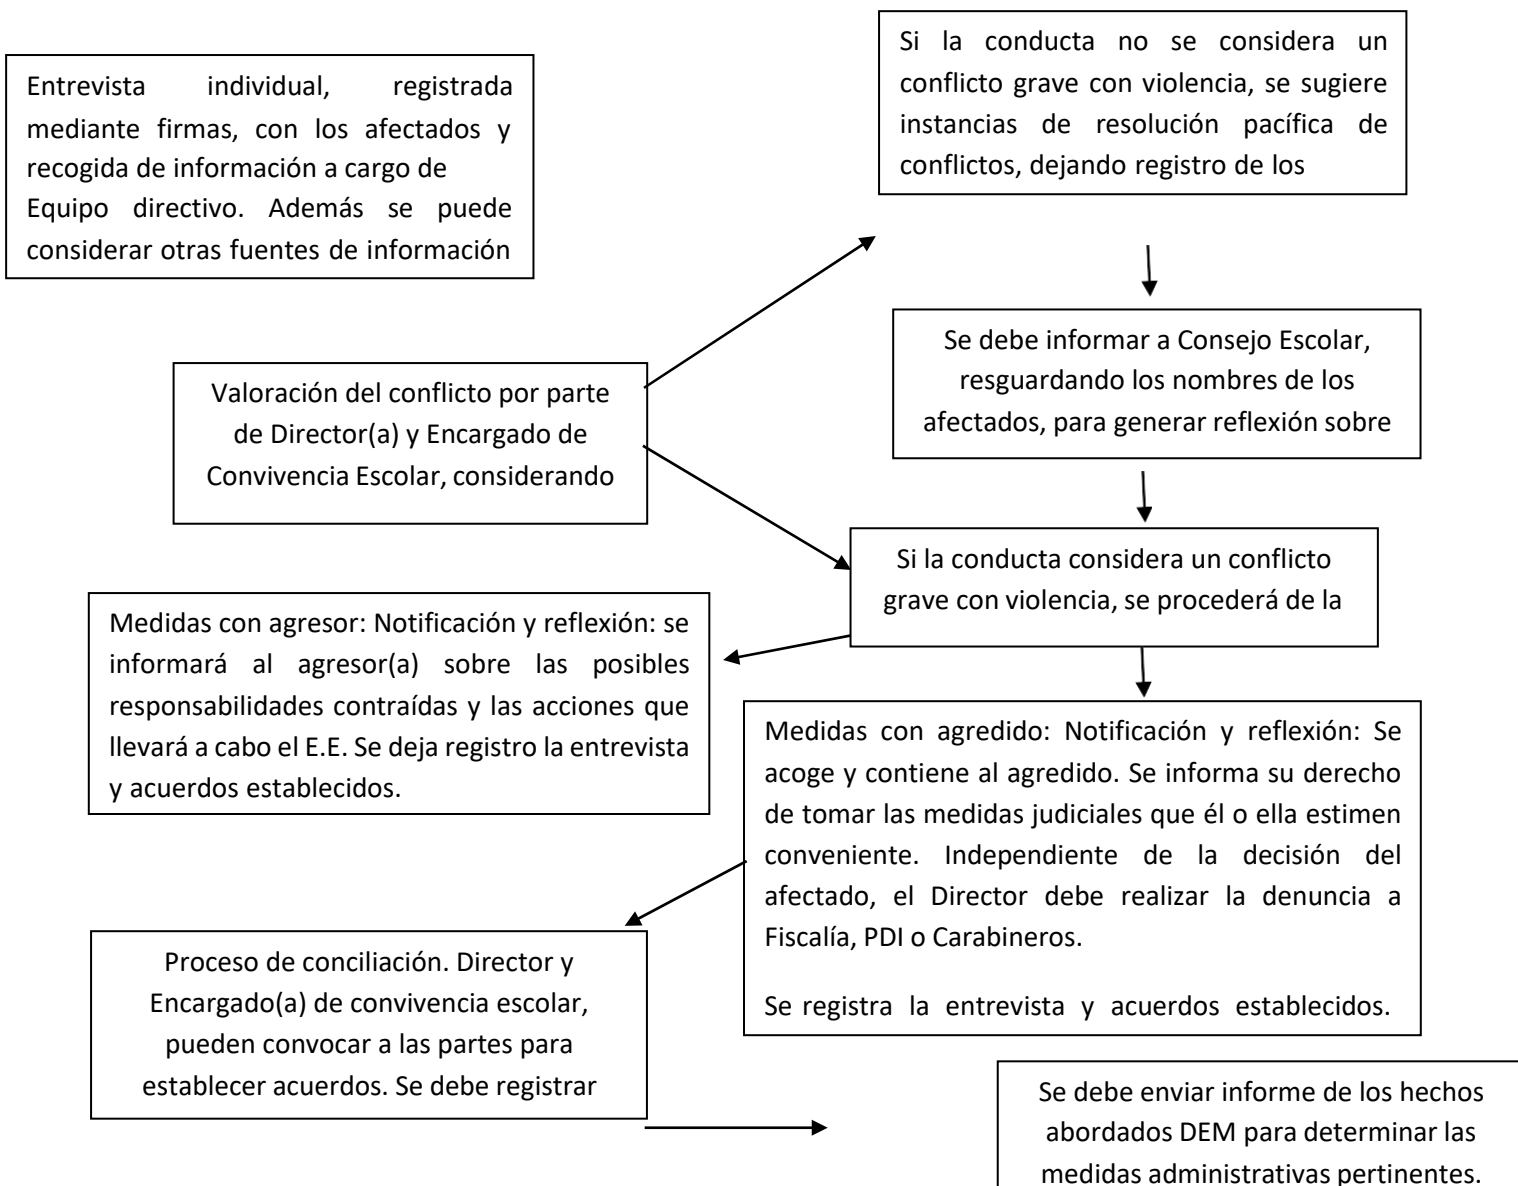 Entrevista individual, registrada
mediante firmas, con los afectados y
recogida de información a cargo de
Equipo directivo. Además se puede
considerar otras fuentes de información
Si la conducta no se considera un
conflicto grave con violencia, se sugiere
instancias de resolución pacífica de
conflictos, dejando registro de los
Valoración del conflicto por parte
de Director(a) y Encargado de
Convivencia Escolar, considerando
Se debe informar a Consejo Escolar,
resguardando los nombres de los
afectados, para generar reflexión sobre
Si la conducta considera un conflicto
grave con violencia, se procederá de la
Medidas con agresor: Notificación y reflexión: se
informará al agresor(a) sobre las posibles
responsabilidades contraídas y las acciones que
llevará a cabo el E.E. Se deja registro la entrevista
y acuerdos establecidos.
Medidas con agredido: Notificación y reflexión: Se
acoge y contiene al agredido. Se informa su derecho
de tomar las medidas judiciales que él o ella estimen
conveniente. Independiente de la decisión del
afectado, el Director debe realizar la denuncia a
Fiscalía, PDI o Carabineros.
Se registra la entrevista y acuerdos establecidos.
Proceso de conciliación. Director y
Encargado(a) de convivencia escolar,
pueden convocar a las partes para
establecer acuerdos. Se debe registrar
Se debe enviar informe de los hechos
abordados DEM para determinar las
medidas administrativas pertinentes.